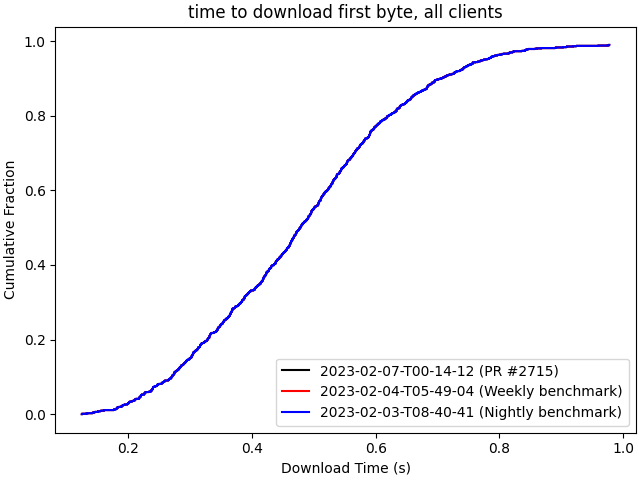 time to download first byte, all clients
1.0
0.8
0.6
0.4
0.2
0.0
Cumulative Fraction
2023-02-07-T00-14-12 (PR #2715)
2023-02-04-T05-49-04 (Weekly benchmark)
2023-02-03-T08-40-41 (Nightly benchmark)
0.2 0.4 0.6 0.8 1.0
Download Time (s)